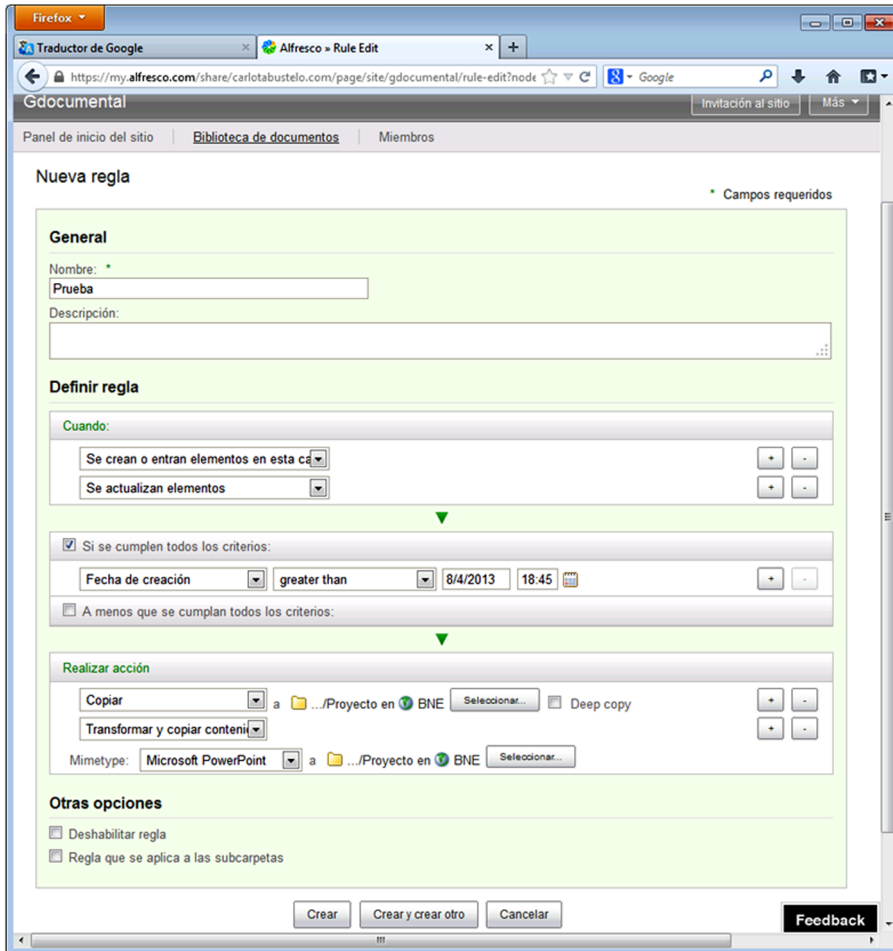 Firefox
Traductor de Google
Alfresco » Rule Edit
https://my.alfresco.com/share/carlotabustelo.com/page/site/gdocumental/rule-edit?node
Google
Gdocumental
Invitación al sitio
Más
Panel de inicio del sitio
Biblioteca de documentos
Miembros
Nueva regla
* Campos requeridos
General
Nombre: *
Prueba
Descripción:
Definir regla
Cuando:
Se crean o entran elementos en esta ca
+ -
Se actualizan elementos
+ -
Si se cumplen todos los criterios:
Fecha de creación greater than 8/4/2013 18:45
+ -
A menos que se cumplan todos los criterios:
Realizar acción
Copiar a .../Proyecto en BNE Seleccionar... Deep copy
+ -
Transformar y copiar conteni
+ -
Mimetype: Microsoft PowerPoint a .../Proyecto en BNE Seleccionar...
Otras opciones
Deshabilitar regla
Regla que se aplica a las subcarpetas
Crear
Crear y crear otro
Cancelar
Feedback